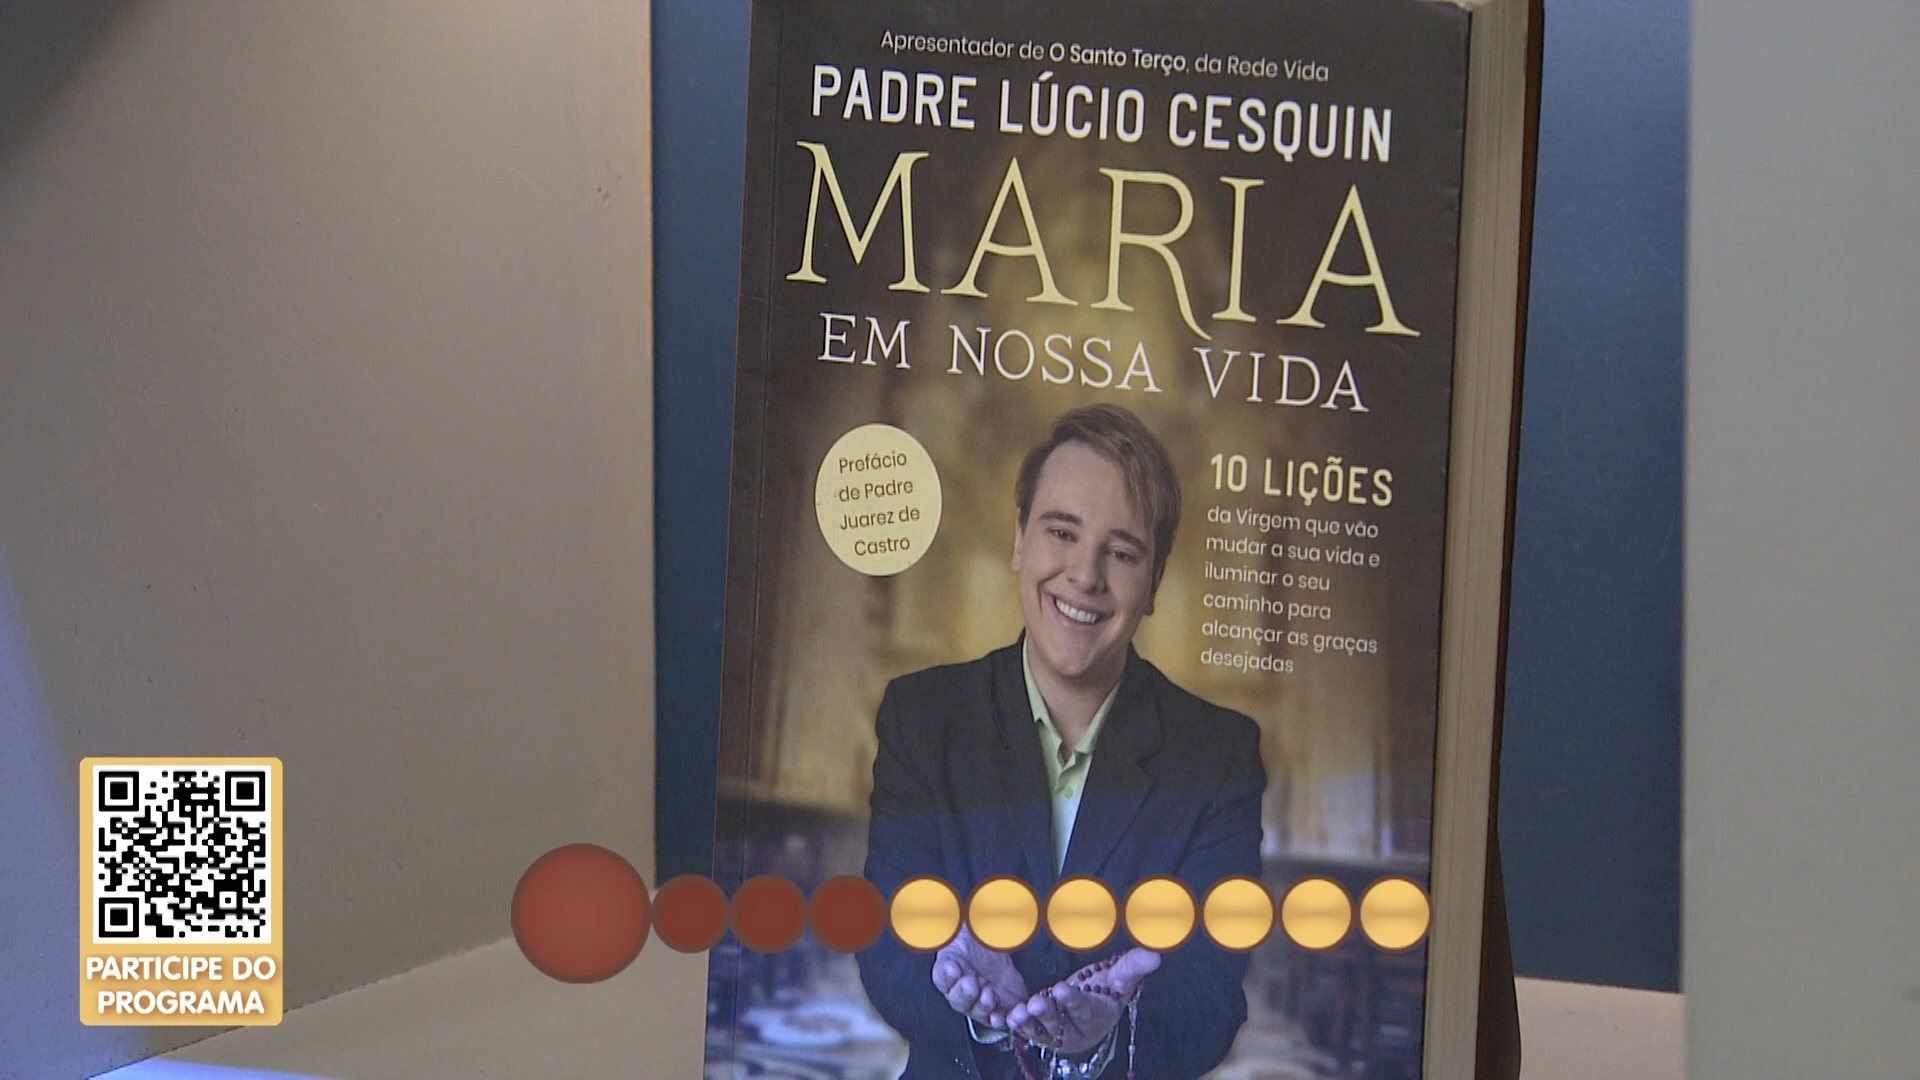 Apresentador de O Santo Terço, da Rede Vida
PADRE LÚCIO CESQUIN
MARIA
EM NOSSA VIDA
Prefácio
de Padre
Juarez de
Castro
10 LIÇÕES
da Virgem que vão
mudar a sua vida e
iluminar o seu
caminho para
alcançar as graças
desejadas
PARTICIPE DO
PROGRAMA